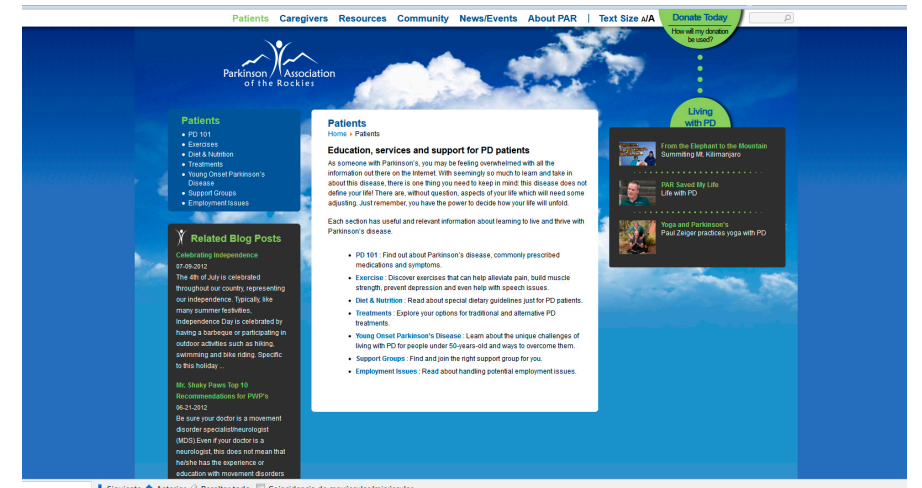 Patients Caregivers Resources Community News/Events About PAR | Text Size A/A Donate Today
How will my donation
be used?
Parkinson Association
of the Rockies
Living
with PD
Patients
• PD 101
• Exercises
• Diet & Nutrition
• Treatments
• Young Onset Parkinson's
Disease
• Support Groups
• Employment Issues
Related Blog Posts
Celebrating Independence
07-09-2012
The 4th of July is celebrated
throughout our country, representing
our independence. Typically, like
many summer festivities,
Independence Day is celebrated by
having a barbeque or participating in
outdoor activities such as hiking,
swimming and bike riding. Specific
to this holiday ...
Mr. Shaky Paws Top 10
Recommendations for PWP's
06-21-2012
Be sure your doctor is a movement
disorder specialist/neurologist
(MDS).Even if your doctor is a
neurologist, this does not mean that
he/she has the experience or
education with movement disorders
Patients
Home › Patients
Education, services and support for PD patients
As someone with Parkinson's, you may be feeling overwhelmed with all the
information out there on the Internet. With seemingly so much to learn and take in
about this disease, there is one thing you need to keep in mind: this disease does not
define your life! There are, without question, aspects of your life which will need some
adjusting. Just remember, you have the power to decide how your life will unfold.
Each section has useful and relevant information about learning to live and thrive with
Parkinson's disease.
• PD 101 : Find out about Parkinson's disease, commonly prescribed
medications and symptoms.
• Exercise : Discover exercises that can help alleviate pain, build muscle
strength, prevent depression and even help with speech issues.
• Diet & Nutrition : Read about special dietary guidelines just for PD patients.
• Treatments : Explore your options for traditional and alternative PD
treatments.
• Young Onset Parkinson's Disease : Learn about the unique challenges of
living with PD for people under 50-years-old and ways to overcome them.
• Support Groups : Find and join the right support group for you.
• Employment Issues : Read about handling potential employment issues.
From the Elephant to the Mountain
Summiting Mt. Kilimanjaro
PAR Saved My Life
Life with PD
Yoga and Parkinson's
Paul Zeiger practices yoga with PD